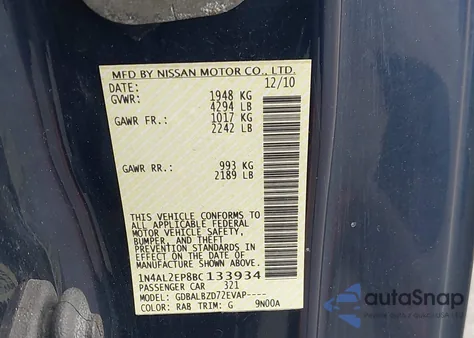 MFD BY NISSAN MOTOR CO., LTD.
DATE: 12/10
GVWR: 1948 KG
4294 LB
GAWR FR.: 1017 KG
2242 LB
GAWR RR.: 993 KG
2189 LB
THIS VEHICLE CONFORMS TO
ALL APPLICABLE FEDERAL
MOTOR VEHICLE SAFETY,
BUMPER, AND THEFT
PREVENTION STANDARDS IN
EFFECT ON THE DATE OF
MANUFACTURE SHOWN ABOVE.
1N4AL2EP8BC133934
PASSENGER CAR 321
MODEL: GDBALBZD72EVAP----
COLOR: RAB TRIM: G 9N00A
autoSnap
www.autosnap.com